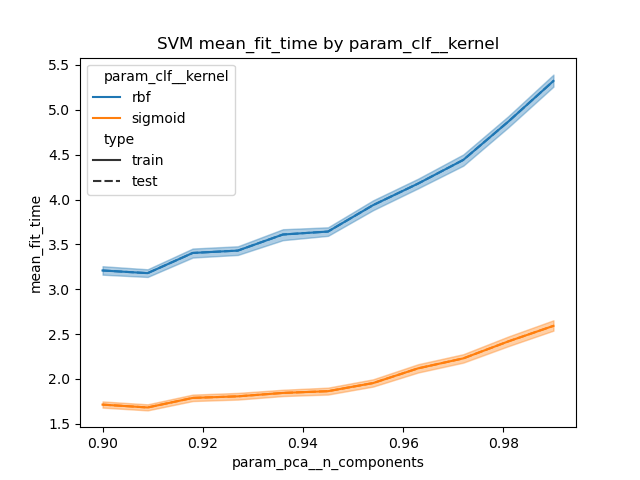 SVM mean_fit_time by param_clf__kernel
5.5
5.0
4.5
4.0
3.5
3.0
2.5
2.0
1.5
mean_fit_time
param_clf__kernel
rbf
sigmoid
type
train
test
0.90 0.92 0.94 0.96 0.98
param_pca__n_components